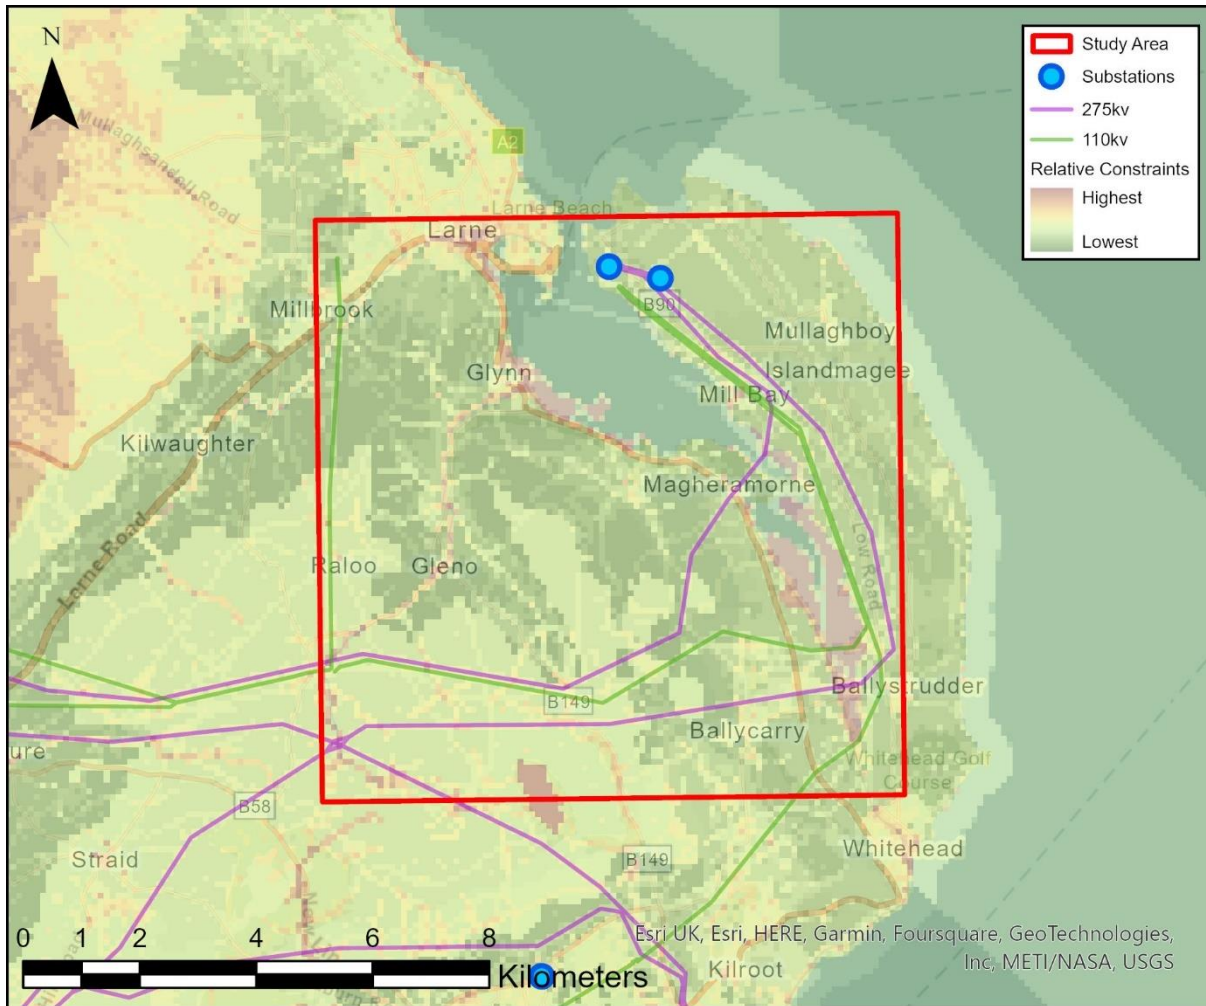 N
Study Area
Substations
275kv
110kv
Relative Constraints
Highest
Lowest
Mullaghsandall Road
A2
Larne Beach
Larne
Millbrook
B90
Mullaghboy
Islandmagee
Glynn
Mill Bay
Kilwaughter
Magheramorne
Larne Road
Low Road
Raloo
Gleno
Ballystrudder
B149
Ballycarry
ure
Whitehead Golf
Course
B58
Straid
B149
Whitehead
0 1 2 4 6 8
Kilometers
Kilroot
Esri UK, Esri, HERE, Garmin, Foursquare, GeoTechnologies,
Inc, METI/NASA, USGS